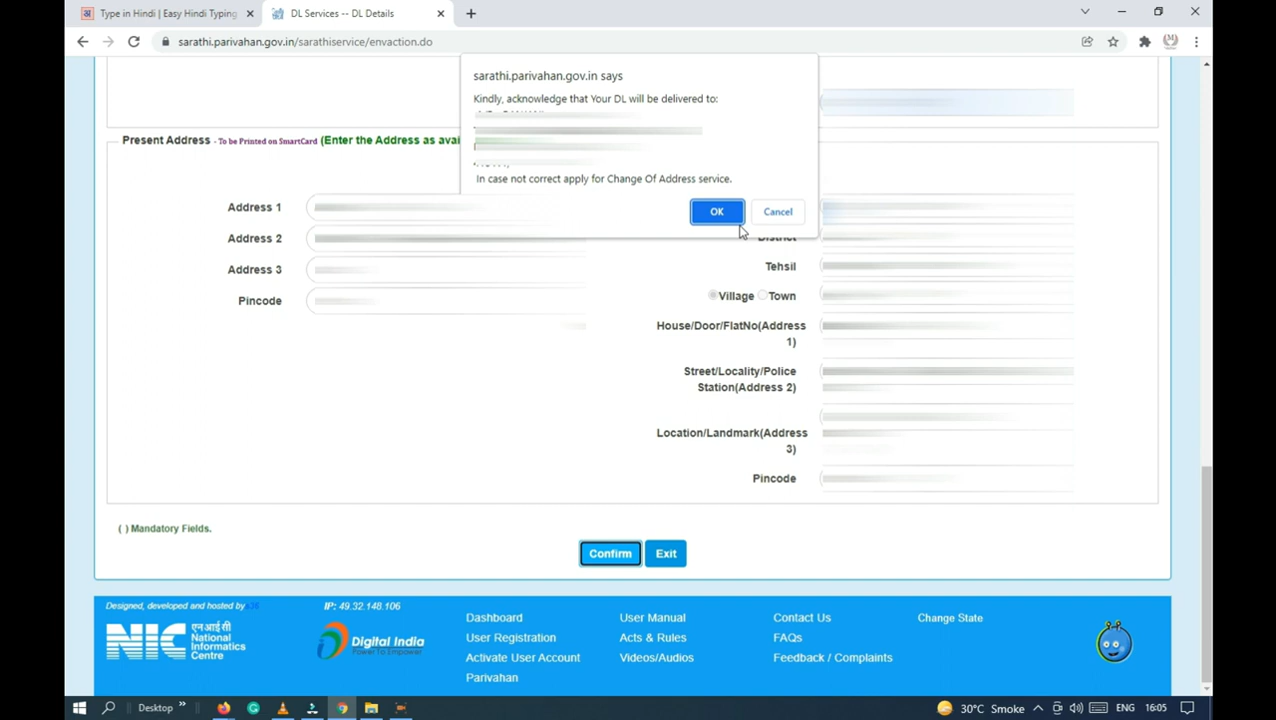 Type in Hindi | Easy Hindi Typing
DL Services -- DL Details
sarathi.parivahan.gov.in/sarathiservice/envaction.do
sarathi.parivahan.gov.in says
Kindly, acknowledge that Your DL will be delivered to:
In case not correct apply for Change Of Address service.
OK
Cancel
Present Address - To be Printed on SmartCard (Enter the Address as avai
Address 1
Address 2
Address 3
Pincode
District
Tehsil
Village Town
House/Door/FlatNo(Address
1)
Street/Locality/Police
Station(Address 2)
Location/Landmark(Address
3)
Pincode
( ) Mandatory Fields.
Confirm
Exit
Designed, developed and hosted by
IP: 49.32.148.106
NIC
एन आई सी
National
Informatics
Centre
Digital India
Power To Empower
Dashboard
User Registration
Activate User Account
Parivahan
User Manual
Acts & Rules
Videos/Audios
Contact Us
FAQs
Feedback / Complaints
Change State
Desktop
30°C Smoke
ENG
16:05